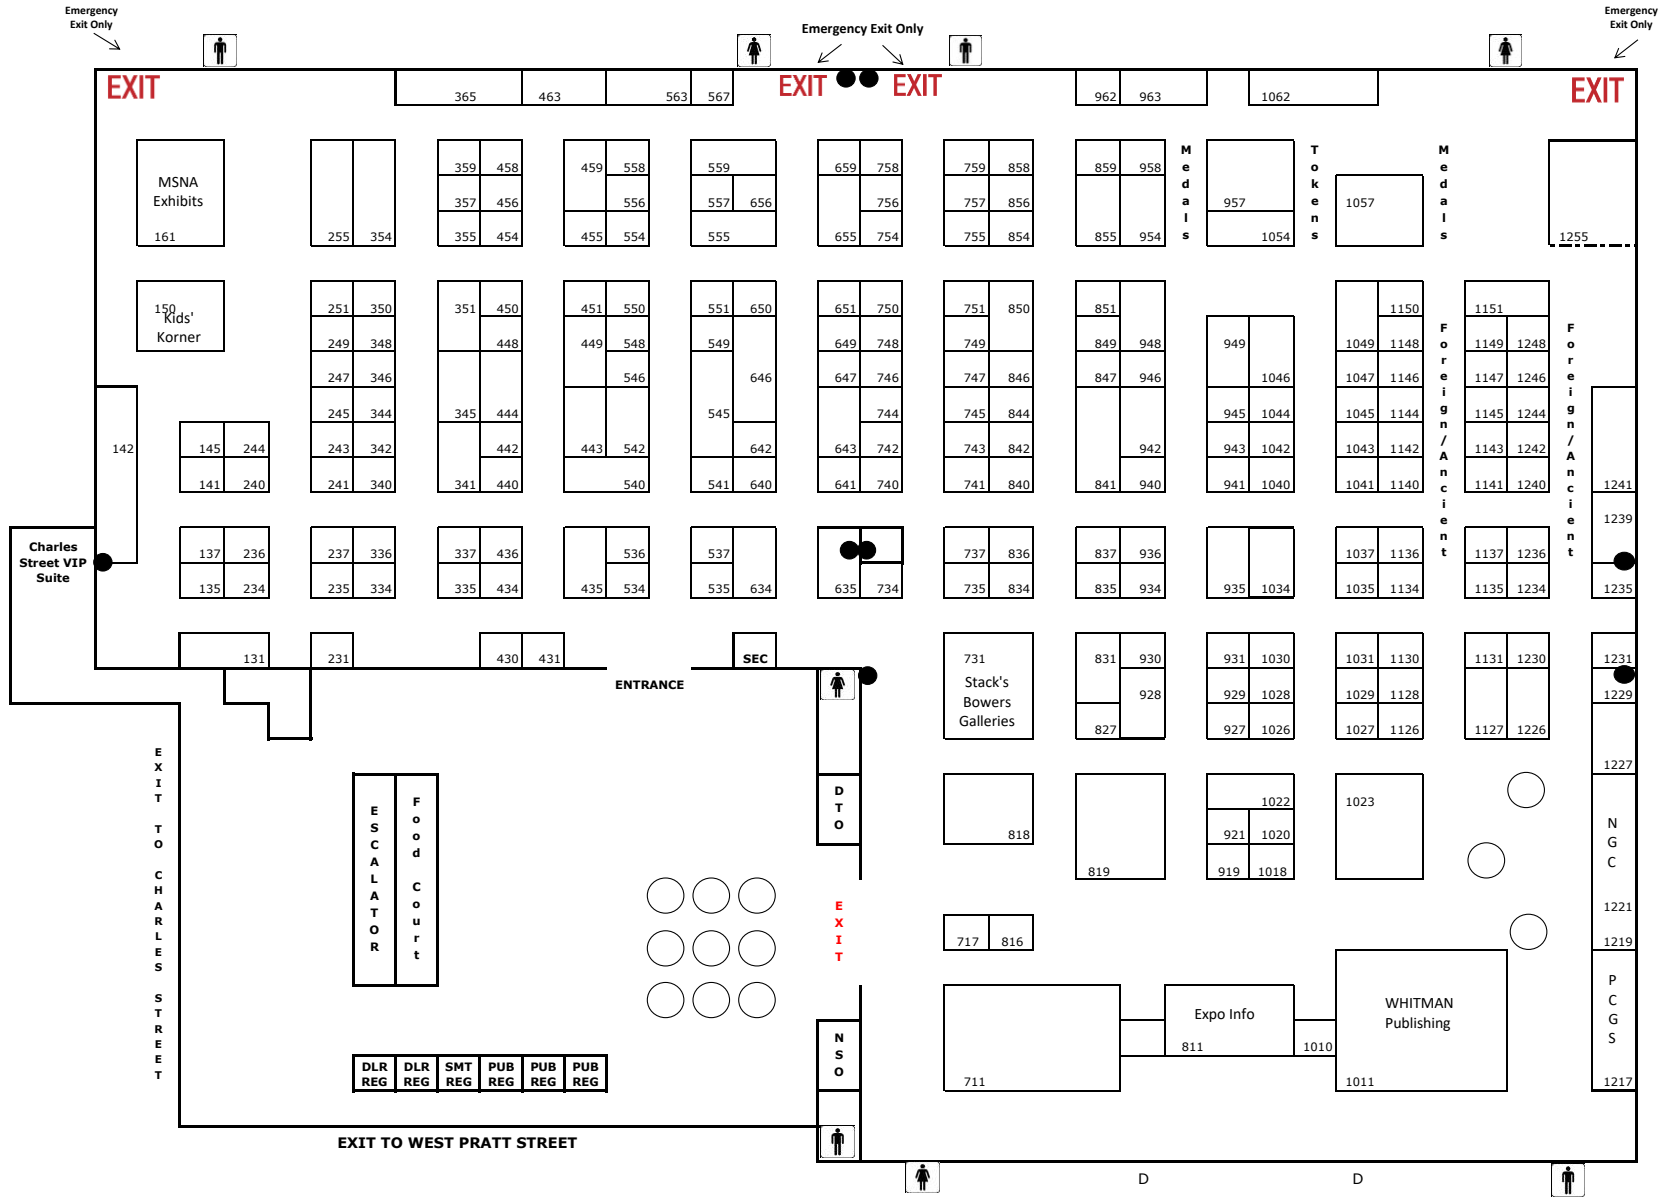 Emergency
Exit Only
Emergency Exit Only
Emergency
Exit Only
EXIT
EXIT
EXIT
EXIT
365 463 563 567
962 963 1062
MSNA
Exhibits
161
359 458 459 558 559 659 758 759 858 859 958
357 456 556 557 656 756 757 856 957 1057
255 354 355 454 455 554 555 655 754 755 854 855 954 1054 1255
Medals
Tokens
Medals
150
Kids'
Korner
251 350 351 450 451 550 551 650 651 750 751 850 851 1150 1151
249 348 448 449 548 549 649 748 749 849 948 949 1049 1148 1149 1248
247 346 546 646 647 746 747 846 847 946 1046 1047 1146 1147 1246
245 344 345 444 545 744 745 844 945 1044 1045 1144 1145 1244
142 145 244 243 342 442 443 542 642 643 742 743 842 942 943 1042 1043 1142 1143 1242
141 240 241 340 341 440 540 541 640 641 740 741 840 841 940 941 1040 1041 1140 1141 1240 1241
Foreign/Ancient
Foreign/Ancient
1239
Charles
Street VIP
Suite
137 236 237 336 337 436 536 537 737 836 837 936 1037 1136 1137 1236
135 234 235 334 335 434 435 534 535 634 635 734 735 834 835 934 935 1034 1035 1134 1135 1234 1235
131 231 430 431 SEC
ENTRANCE
731
Stack's
Bowers
Galleries
831 930 931 1030 1031 1130 1131 1230 1231
928 929 1028 1029 1128 1229
827 927 1026 1027 1126 1127 1226
1227
EXIT TO CHARLES STREET
ESCALATOR
Food Court
DTO
EXIT
NSO
818
819
1022
921 1020
919 1018
1023
NGC
1221
1219
717 816
711
Expo Info
811
1010
WHITMAN
Publishing
1011
PCGS
1217
DLR DLR SMT PUB PUB PUB
REG REG REG REG REG REG
EXIT TO WEST PRATT STREET
D D